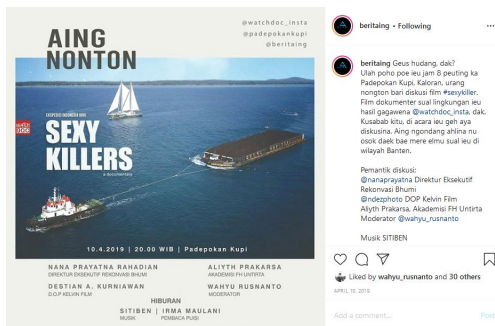 @watchdoc_insta
@padepokankupi
@beritaing
AING
NONTON
EKSPEDISI INDONESIA BIRU
SEXY
KILLERS
a documentary
10.4.2019 | 20.00 WIB | Padepokan Kupi
NANA PRAYATNA RAHADIAN
DIREKTUR EKSEKUTIF REKONVASI BHUMI
DESTIAN A. KURNIAWAN
D.O.P KELVIN FILM
ALIYTH PRAKARSA
AKADEMISI FH UNTIRTA
WAHYU RUSNANTO
MODERATOR
HIBURAN
SITIBEN | IRMA MAULANI
MUSIK PEMBACA PUISI
beritaing • Following
beritaing Geus hudang, dak?
Ulah poho poe ieu jam 8 peuting ka
Padepokan Kupi, Kaloran, urang
nongtong bari diskusi film #sexykiller.
Film dokumenter sual lingkungan ieu
hasil gagawena @watchdoc_insta, dak.
Kusabab kitu, di acara ieu geh aya
diskusina. Aing ngondang ahlina nu
osok daek bae mere elmu sual ieu di
wilayah Banten.
Pemantik diskusi:
@nanaprayatna Direktur Eksekutif
Rekonvasi Bhumi
@ndezphoto DOP Kelvin Film
Aliyth Prakarsa, Akademisi FH Untirta
Moderator @wahyu_rusnanto
Musik SITIBEN
Liked by wahyu_rusnanto and 30 others
APRIL 10, 2019
Add a comment...
Post